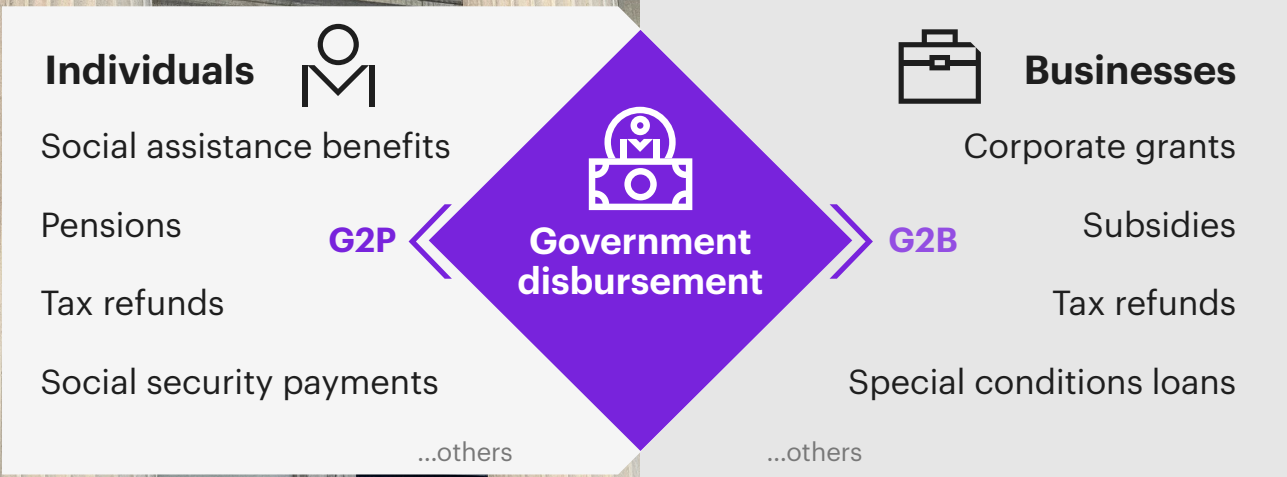 Individuals
Social assistance benefits
Pensions
Tax refunds
Social security payments
...others
G2P
Government
disbursement
G2B
Businesses
Corporate grants
Subsidies
Tax refunds
Special conditions loans
...others